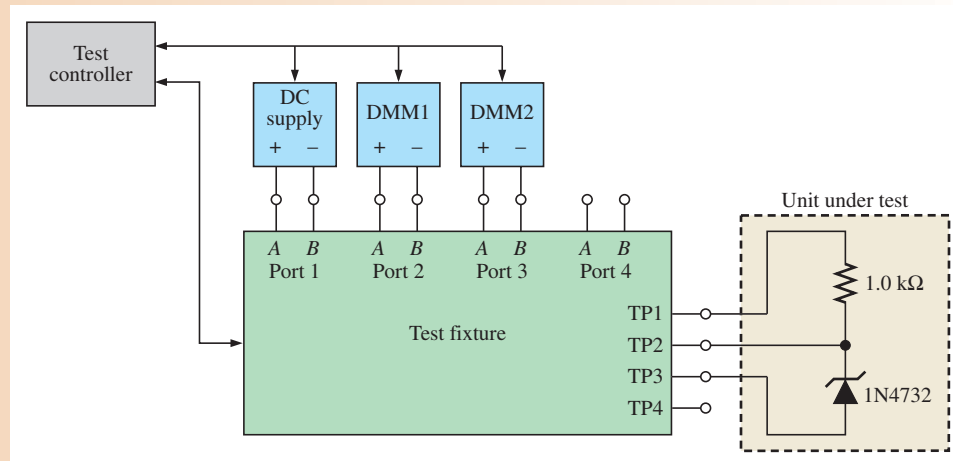 Test
controller
DC
supply
+ –
DMM1
+ –
DMM2
+ –
A B
Port 1
A B
Port 2
A B
Port 3
A B
Port 4
Test fixture
TP1
TP2
TP3
TP4
Unit under test
1.0 kΩ
1N4732